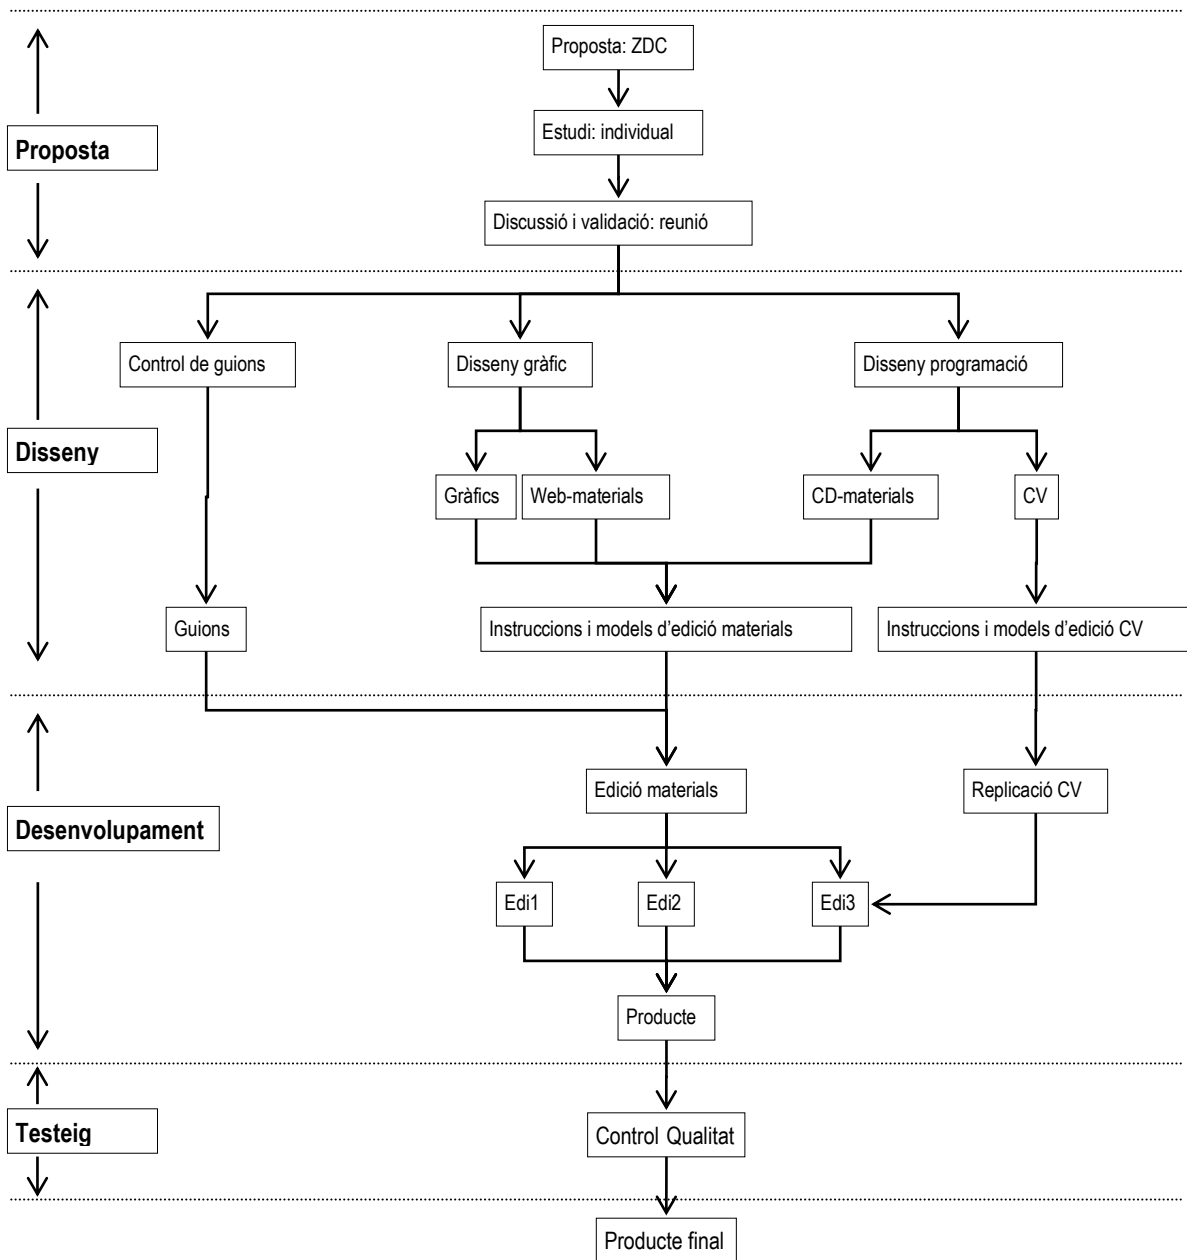 Proposta: ZDC
Estudi: individual
Proposta
Discussió i validació: reunió
Control de guions
Disseny gràfic
Disseny programació
Disseny
Gràfics
Web-materials
CD-materials
CV
Guions
Instruccions i models d’edició materials
Instruccions i models d’edició CV
Edició materials
Replicació CV
Desenvolupament
Edi1
Edi2
Edi3
Producte
Testeig
Control Qualitat
Producte final